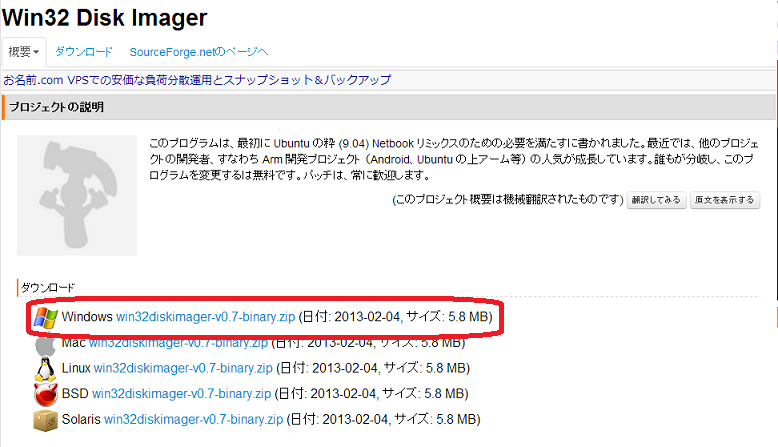 Win32 Disk Imager
概要 ダウンロード SourceForge.netのページへ
お名前.com VPSでの安価な負荷分散運用とスナップショット＆バックアップ
プロジェクトの説明
このプログラムは、最初に Ubuntu の粋 (9.04) Netbook リミックスのための必要を満たすに書かれました。最近では、他のプロジェ
クトの開発者、すなわち Arm 開発プロジェクト（Android、Ubuntu の上アーム等）の人気が成長しています。誰もが分岐し、このプ
ログラムを変更するは無料です。パッチは、常に歓迎します。
(このプロジェクト概要は機械翻訳されたものです) 翻訳してみる 原文を表示する
ダウンロード
Windows win32diskimager-v0.7-binary.zip (日付: 2013-02-04, サイズ: 5.8 MB)
Mac win32diskimager-v0.7-binary.zip (日付: 2013-02-04, サイズ: 5.8 MB)
Linux win32diskimager-v0.7-binary.zip (日付: 2013-02-04, サイズ: 5.8 MB)
BSD win32diskimager-v0.7-binary.zip (日付: 2013-02-04, サイズ: 5.8 MB)
Solaris win32diskimager-v0.7-binary.zip (日付: 2013-02-04, サイズ: 5.8 MB)